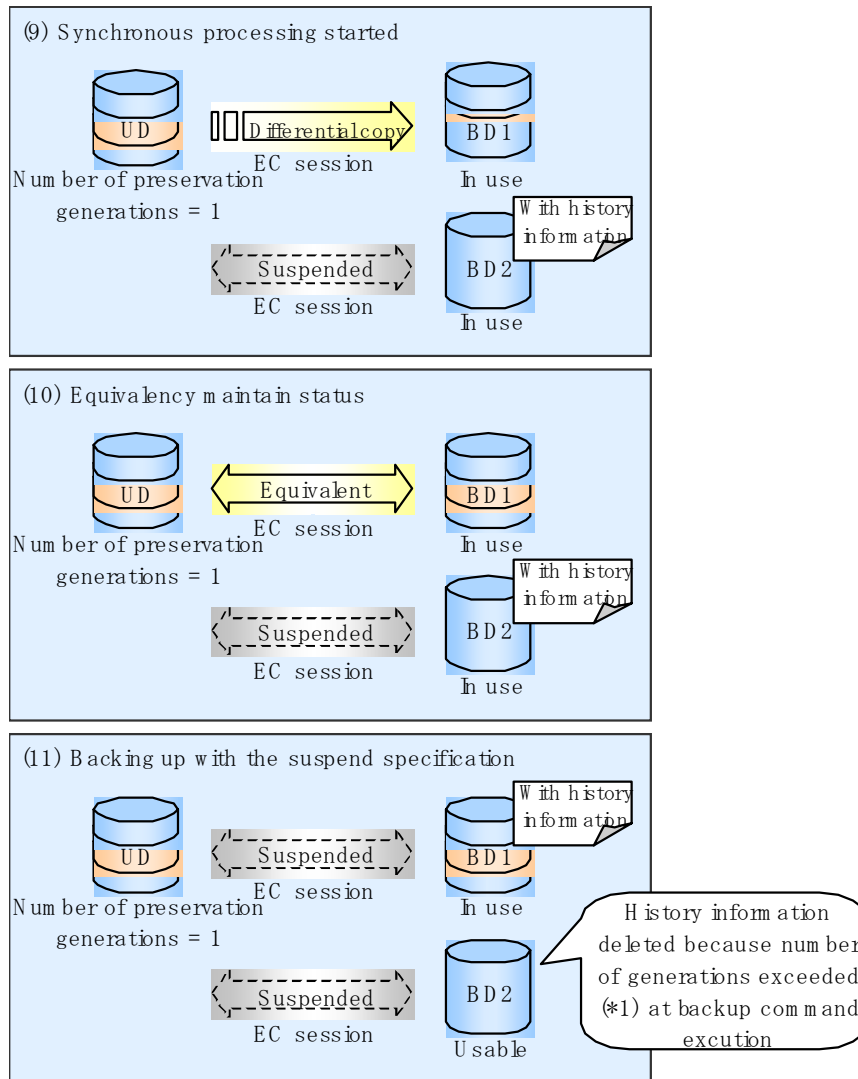 (9) Synchronous processing started
UD
Differential copy
BD1
EC session
Number of preservation
generations = 1
In use
With history
information
Suspended
BD2
EC session
In use
(10) Equivalency maintain status
UD
Equivalent
BD1
EC session
Number of preservation
generations = 1
In use
With history
information
Suspended
BD2
EC session
In use
(11) Backing up with the suspend specification
With history
information
UD
Suspended
BD1
EC session
Number of preservation
generations = 1
In use
History information
deleted because number
of generations exceeded
(*1) at backup command
excution
Suspended
BD2
EC session
Usable